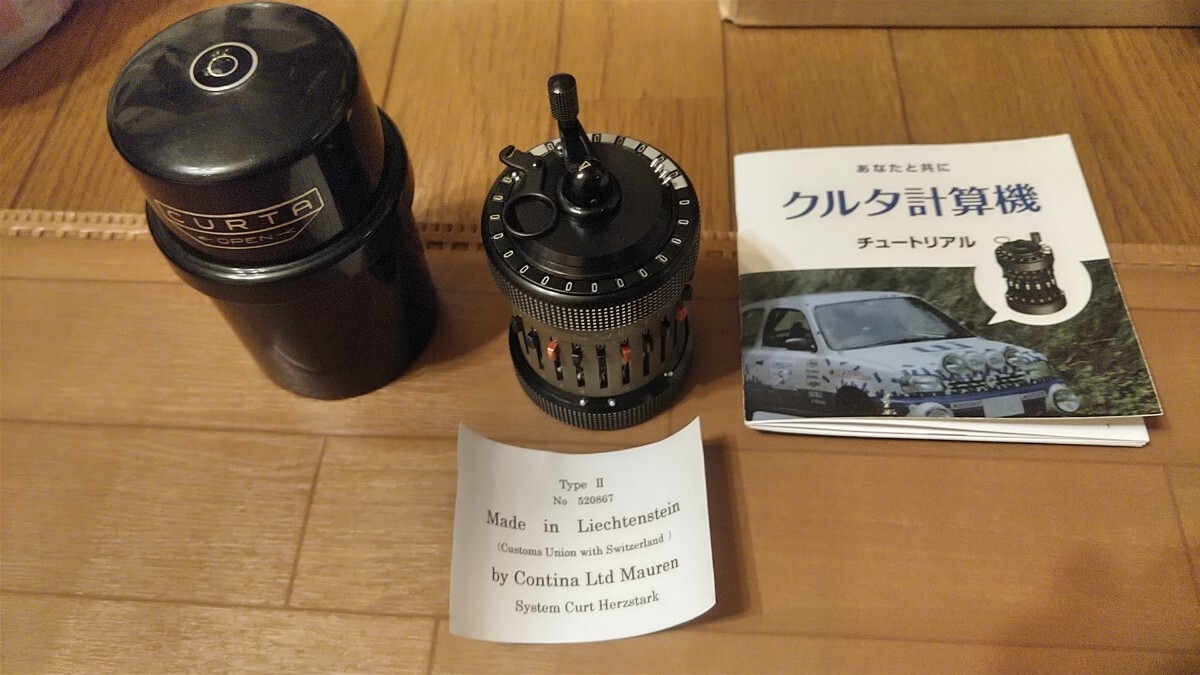 CURTA
OPEN
あなたと共に
クルタ計算機
チュートリアル
Type II
No 520867
Made in Liechtenstein
(Customs Union with Switzerland)
by Contina Ltd Mauren
System Curt Herzstark